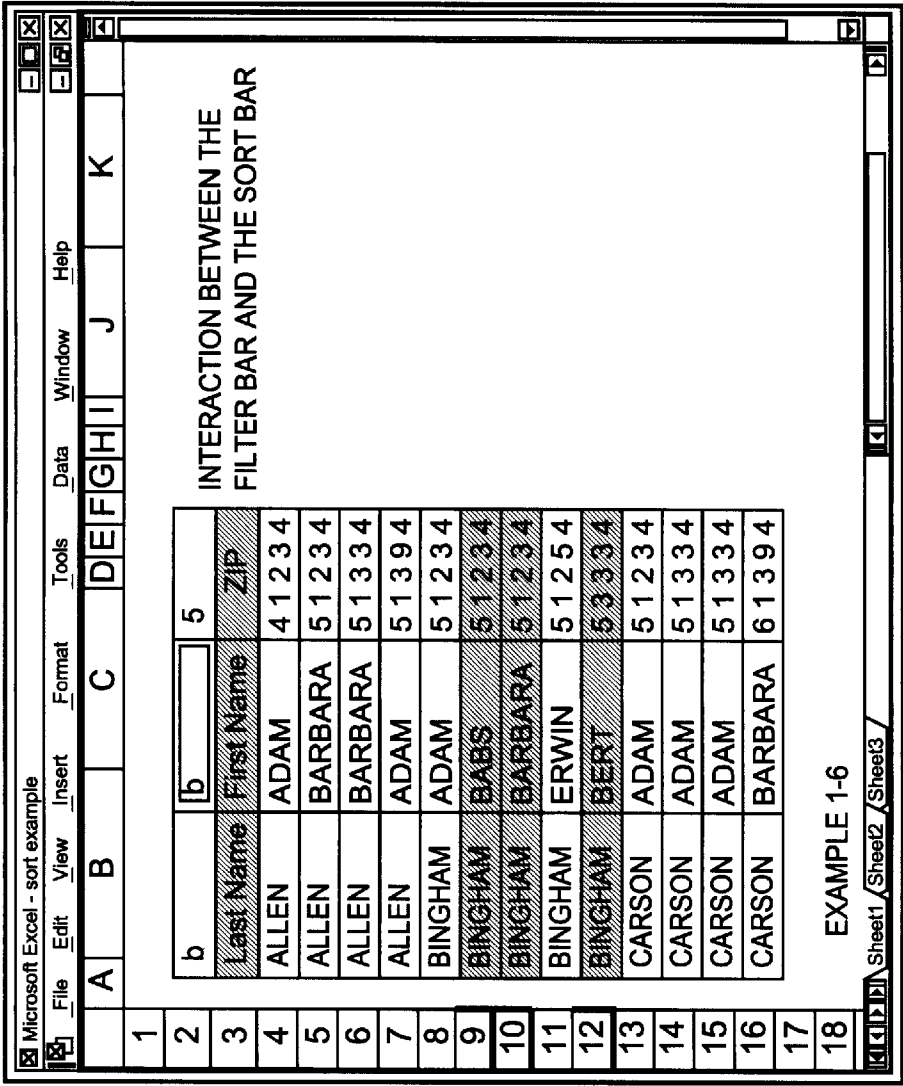 Microsoft Excel - sort example
File Edit View Insert Format Tools Data Window Help
A B C D E F G H I J K
1
2 b b 5
3 Last Name First Name ZIP
4 ALLEN ADAM 4 1 2 3 4
5 ALLEN BARBARA 5 1 2 3 4
6 ALLEN BARBARA 5 1 3 3 4
7 ALLEN ADAM 5 1 3 9 4
8 BINGHAM ADAM 5 1 2 3 4
9 BINGHAM BABS 5 1 2 3 4
10 BINGHAM BARBARA 5 1 2 3 4
11 BINGHAM ERWIN 5 1 2 5 4
12 BINGHAM BERT 5 3 3 3 4
13 CARSON ADAM 5 1 2 3 4
14 CARSON ADAM 5 1 3 3 4
15 CARSON ADAM 5 1 3 3 4
16 CARSON BARBARA 6 1 3 9 4
17
18
INTERACTION BETWEEN THE
FILTER BAR AND THE SORT BAR
EXAMPLE 1-6
Sheet1 Sheet2 Sheet3